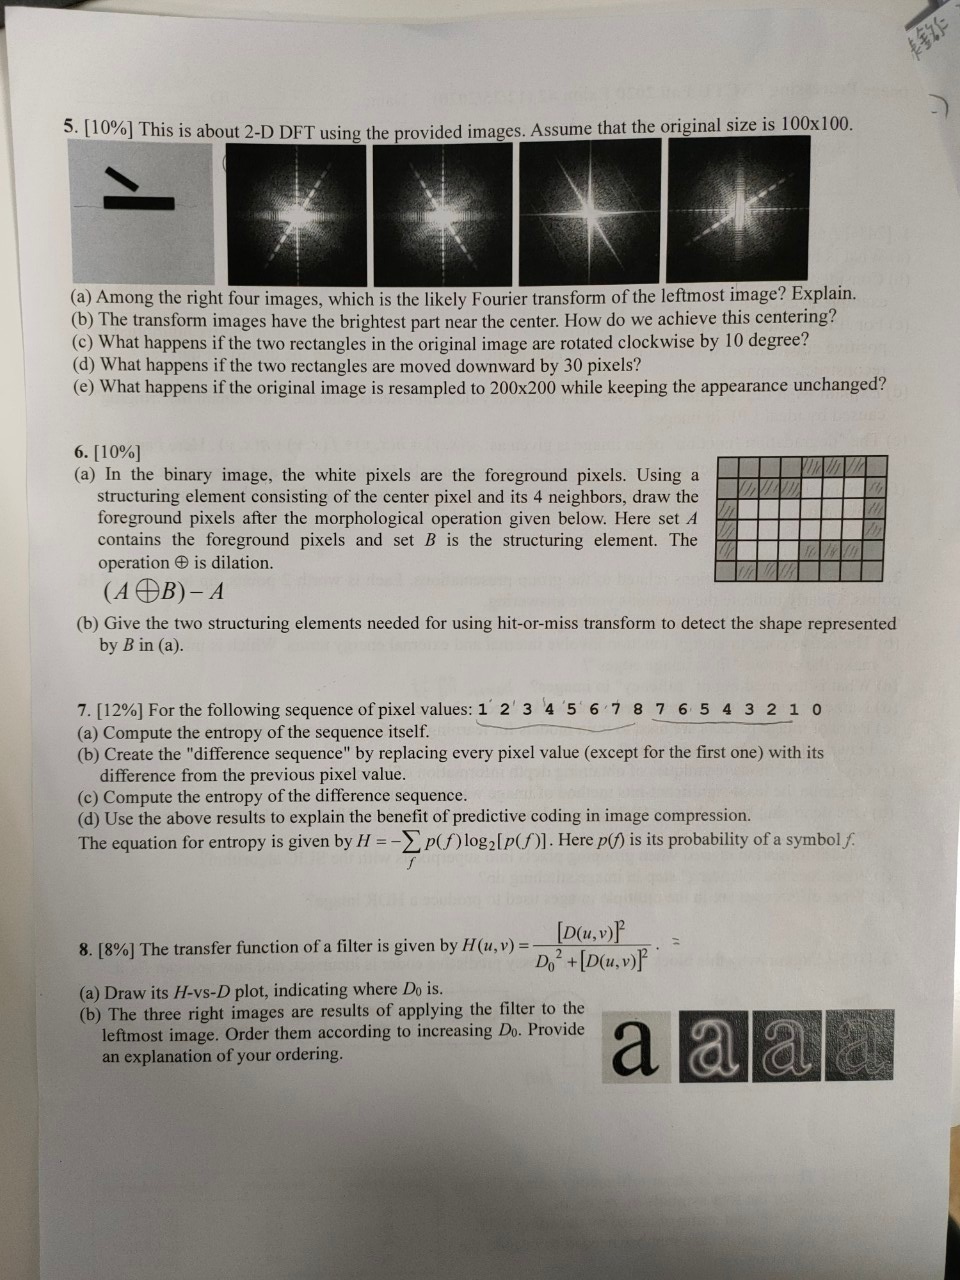 5. [10%] This is about 2-D DFT using the provided images. Assume that the original size is 100x100.
(a) Among the right four images, which is the likely Fourier transform of the leftmost image? Explain.
(b) The transform images have the brightest part near the center. How do we achieve this centering?
(c) What happens if the two rectangles in the original image are rotated clockwise by 10 degree?
(d) What happens if the two rectangles are moved downward by 30 pixels?
(e) What happens if the original image is resampled to 200x200 while keeping the appearance unchanged?
6. [10%]
(a) In the binary image, the white pixels are the foreground pixels. Using a
structuring element consisting of the center pixel and its 4 neighbors, draw the
foreground pixels after the morphological operation given below. Here set A
contains the foreground pixels and set B is the structuring element. The
operation ⊕ is dilation.
(A ⊕ B) – A
(b) Give the two structuring elements needed for using hit-or-miss transform to detect the shape represented
by B in (a).
7. [12%] For the following sequence of pixel values: 1 2 3 4 5 6 7 8 7 6 5 4 3 2 1 0
(a) Compute the entropy of the sequence itself.
(b) Create the "difference sequence" by replacing every pixel value (except for the first one) with its
difference from the previous pixel value.
(c) Compute the entropy of the difference sequence.
(d) Use the above results to explain the benefit of predictive coding in image compression.
The equation for entropy is given by H = –∑ p(f) log₂[p(f)]. Here p(f) is its probability of a symbol f.
f
8. [8%] The transfer function of a filter is given by H(u,v) = [D(u,v)]² / D₀² + [D(u,v)]² . =
(a) Draw its H-vs-D plot, indicating where D₀ is.
(b) The three right images are results of applying the filter to the
leftmost image. Order them according to increasing D₀. Provide
an explanation of your ordering.
a a a a